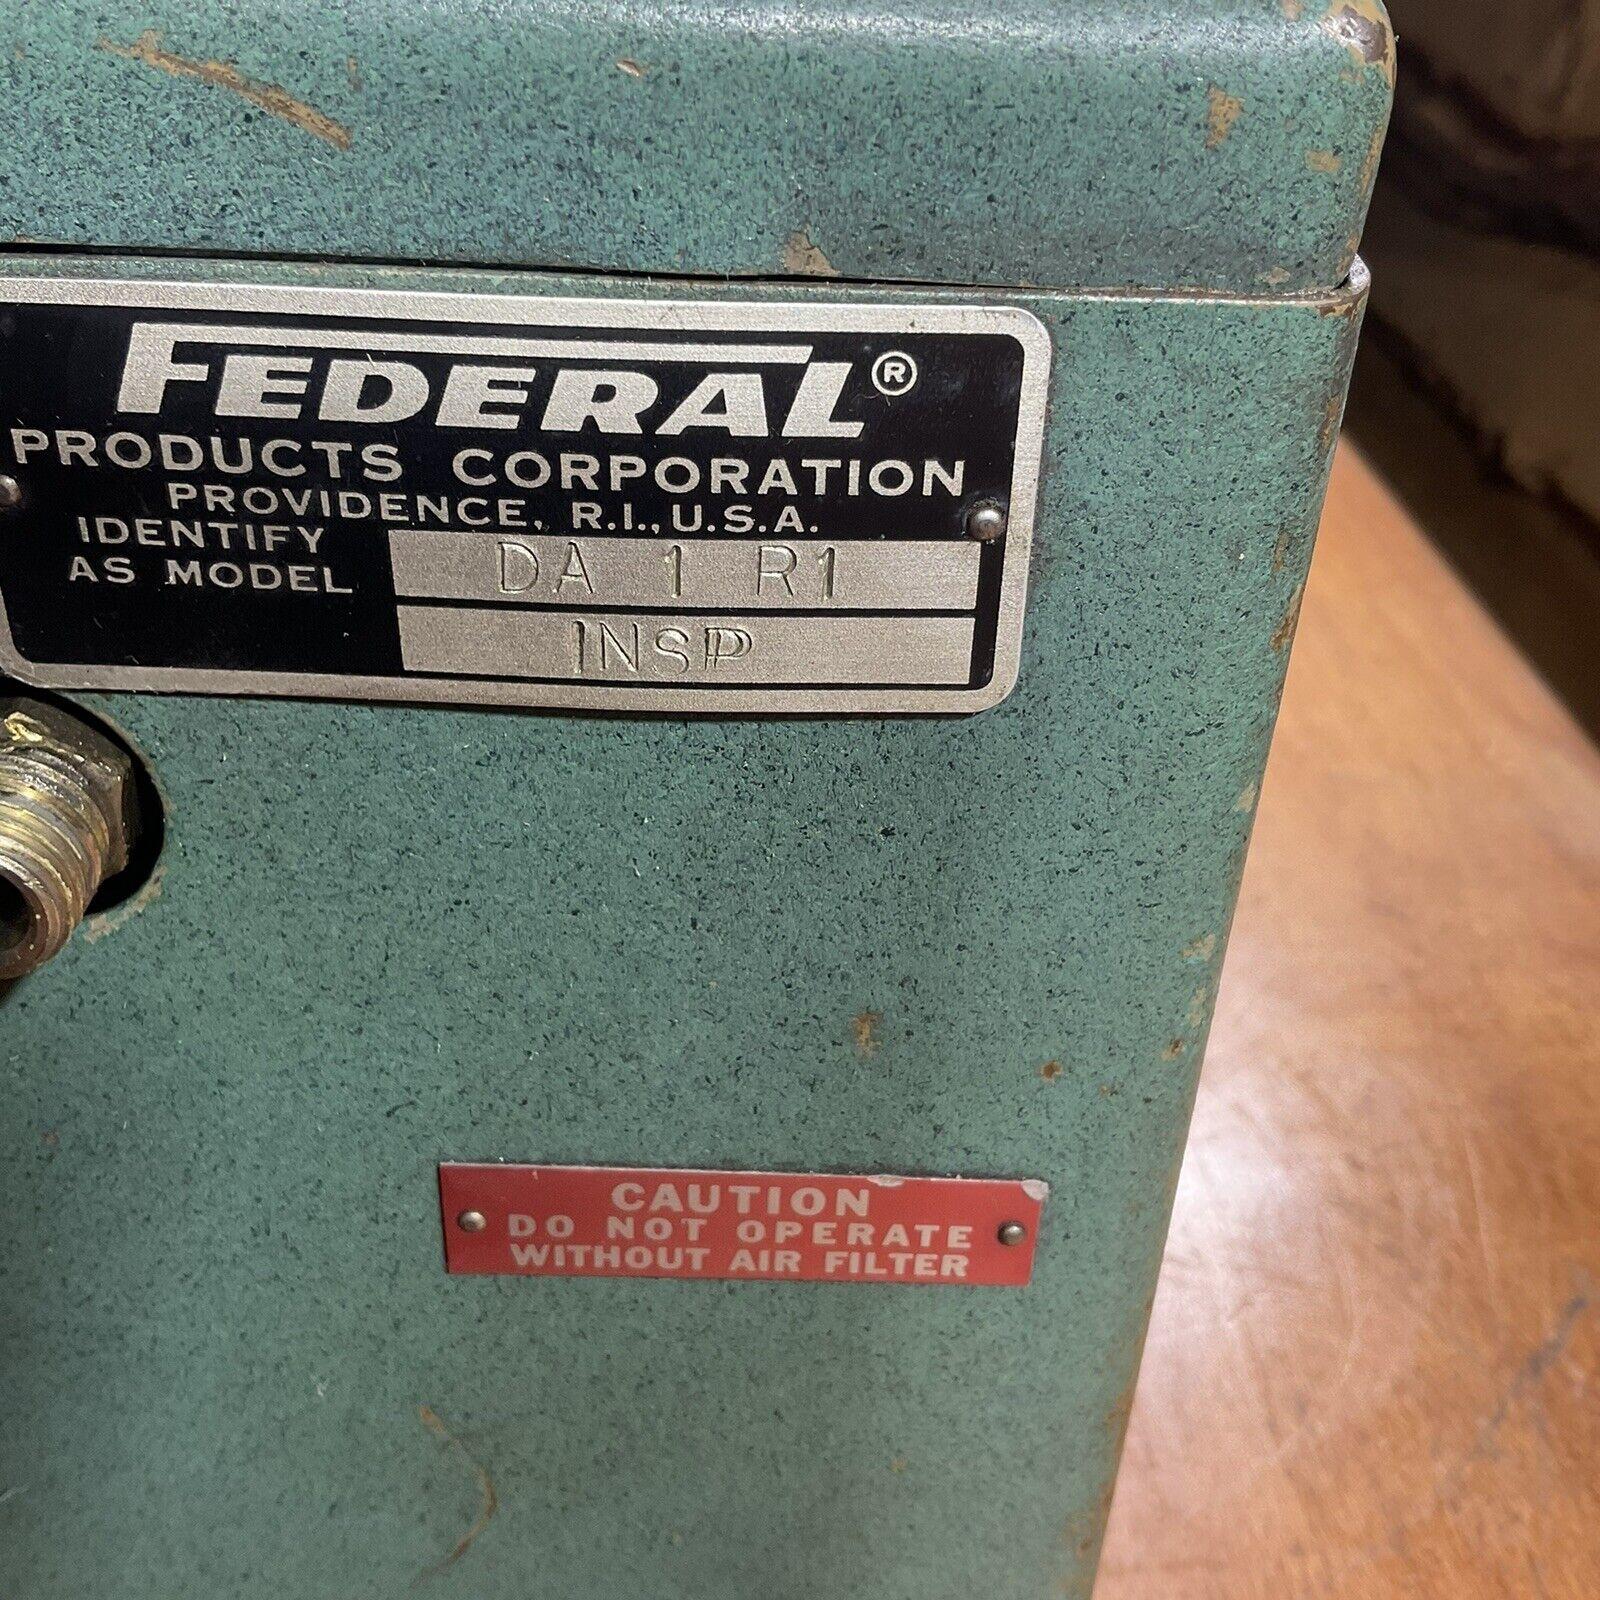 FEDERAL®
PRODUCTS CORPORATION
PROVIDENCE, R.I., U.S.A.
IDENTIFY
AS MODEL DA 1 R1
INSP
CAUTION
DO NOT OPERATE
WITHOUT AIR FILTER